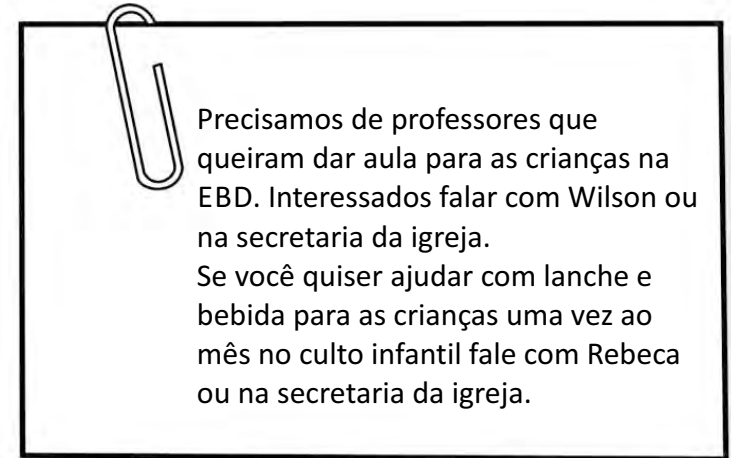 Precisamos de professores que
queiram dar aula para as crianças na
EBD. Interessados falar com Wilson ou
na secretaria da igreja.
Se você quiser ajudar com lanche e
bebida para as crianças uma vez ao
mês no culto infantil fale com Rebeca
ou na secretaria da igreja.